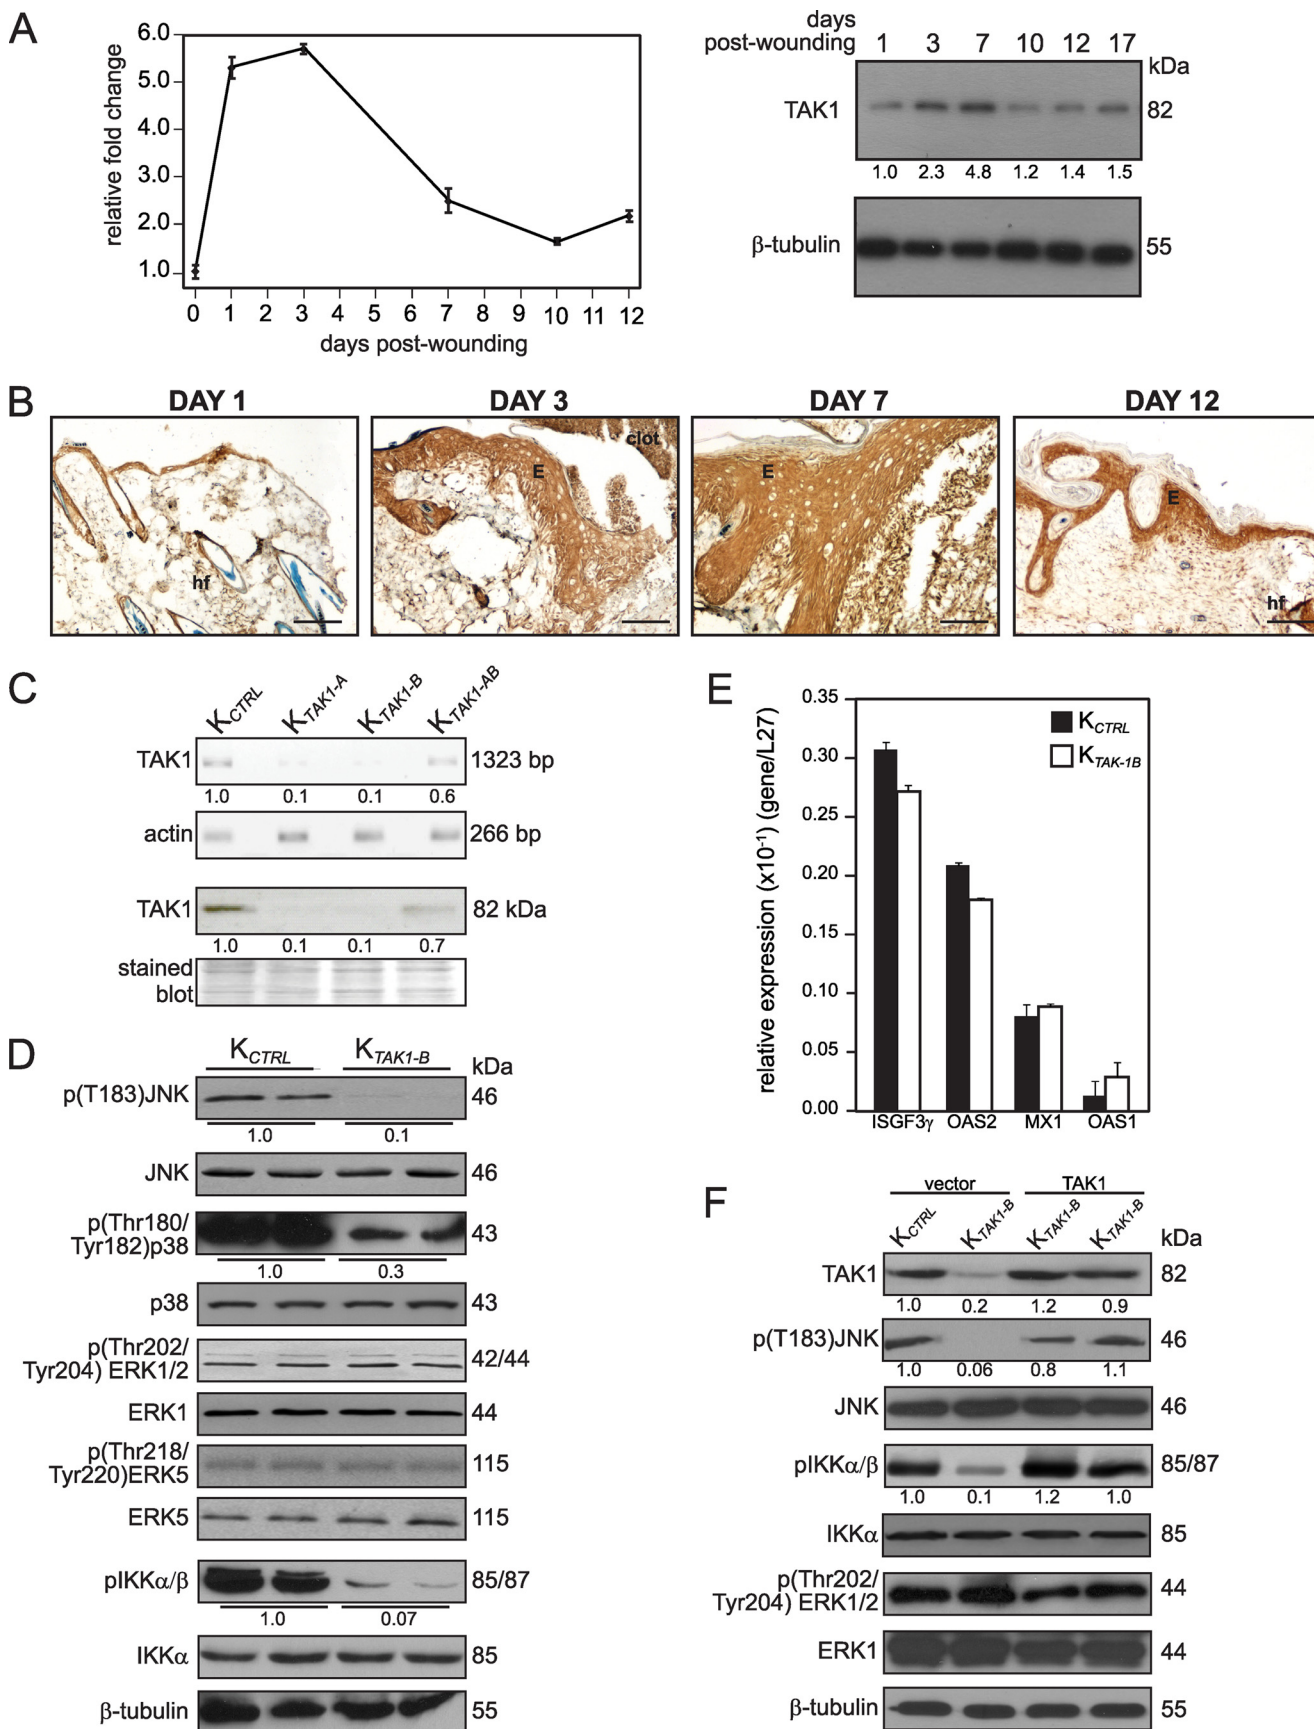 A
relative fold change
6.0
5.0
4.0
3.0
2.0
1.0
0 1 2 3 4 5 6 7 8 9 10 11 12
days post-wounding
days
post-wounding 1 3 7 10 12 17
kDa
TAK1 82
1.0 2.3 4.8 1.2 1.4 1.5
β-tubulin 55
B
DAY 1 DAY 3 DAY 7 DAY 12
hf
E
clot
E
E
hf
C
KCTRL KTAK1-A KTAK1-B KTAK1-AB
TAK1 1323 bp
1.0 0.1 0.1 0.6
actin 266 bp
TAK1 82 kDa
1.0 0.1 0.1 0.7
stained
blot
D
KCTRL KTAK1-B
kDa
p(T183)JNK 46
1.0 0.1
JNK 46
p(Thr180/
Tyr182)p38 43
1.0 0.3
p38 43
p(Thr202/
Tyr204) ERK1/2 42/44
ERK1 44
p(Thr218/
Tyr220)ERK5 115
ERK5 115
pIKKα/β 85/87
1.0 0.07
IKKα 85
β-tubulin 55
E
relative expression (x10⁻¹) (gene/L27)
0.35
0.30
0.25
0.20
0.15
0.10
0.05
0.00
KCTRL
KTAK-1B
ISGF3γ OAS2 MX1 OAS1
F
vector TAK1
KCTRL KTAK1-B KTAK1-B KTAK1-B
kDa
TAK1 82
1.0 0.2 1.2 0.9
p(T183)JNK 46
1.0 0.06 0.8 1.1
JNK 46
pIKKα/β 85/87
1.0 0.1 1.2 1.0
IKKα 85
p(Thr202/
Tyr204) ERK1/2 44
ERK1 44
β-tubulin 55